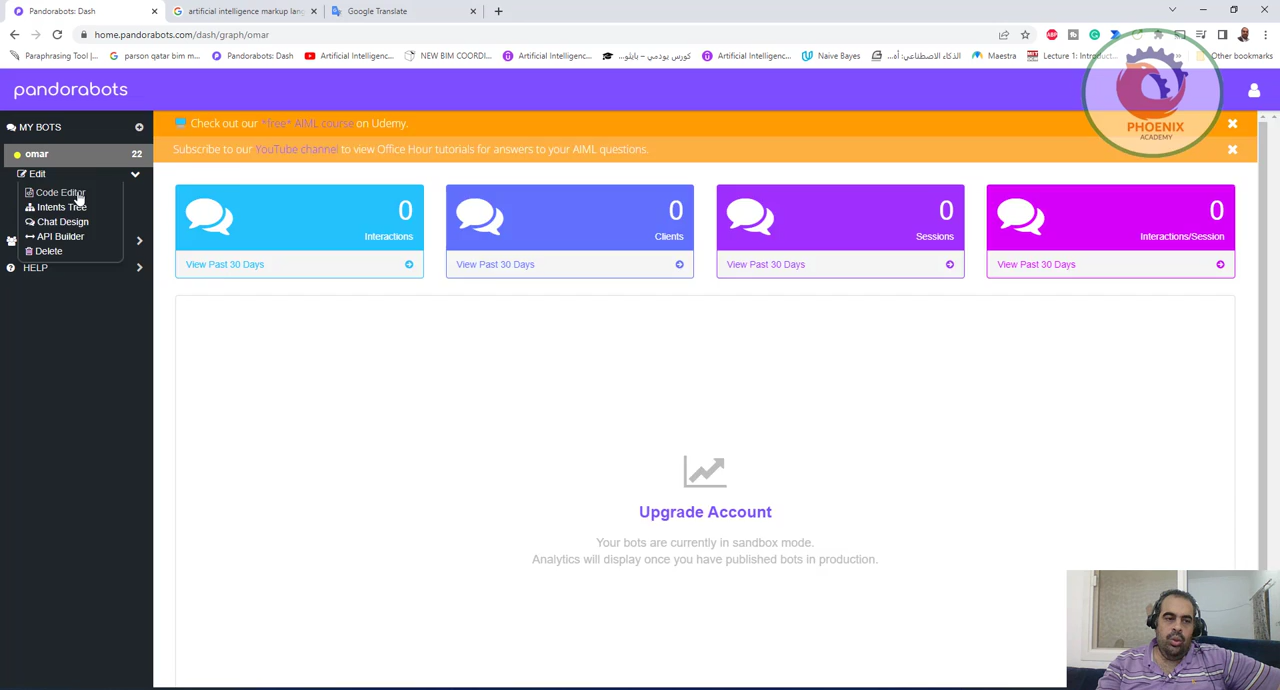 Pandorabots: Dash
artificial intelligence markup lang
Google Translate
home.pandorabots.com/dash/graph/omar
Paraphrasing Tool |...
parson qatar bim m...
Pandorabots: Dash
Artificial Intelligenc...
NEW BIM COORDI...
Artificial Intelligenc...
كورس يودمي – بايثو...
Artificial Intelligenc...
Naive Bayes
الذكاء الاصطناعي: أه...
Maestra
Lecture 1: Introduct...
Other bookmarks
pandorabots
PHOENIX
ACADEMY
MY BOTS
omar 22
Edit
Code Editor
Intents Tree
Chat Design
API Builder
Delete
HELP
Check out our *free* AIML course on Udemy.
Subscribe to our YouTube channel to view Office Hour tutorials for answers to your AIML questions.
0
Interactions
View Past 30 Days
0
Clients
View Past 30 Days
0
Sessions
View Past 30 Days
0
Interactions/Session
View Past 30 Days
Upgrade Account
Your bots are currently in sandbox mode.
Analytics will display once you have published bots in production.